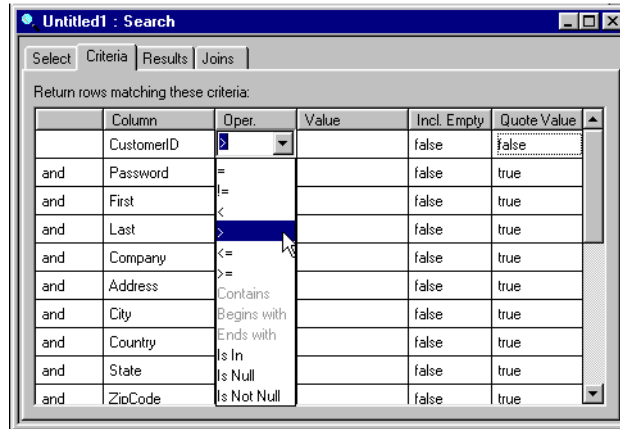 Untitled1 : Search
Select Criteria Results Joins
Return rows matching these criteria:
Column Oper. Value Incl. Empty Quote Value
CustomerID > false false
and Password = false true
and First != false true
<
and Last > false true
and Company <= false true
>=
and Address Contains false true
and City Begins with false true
and Country Ends with false true
Is In
and State Is Null false true
and ZipCode Is Not Null false true